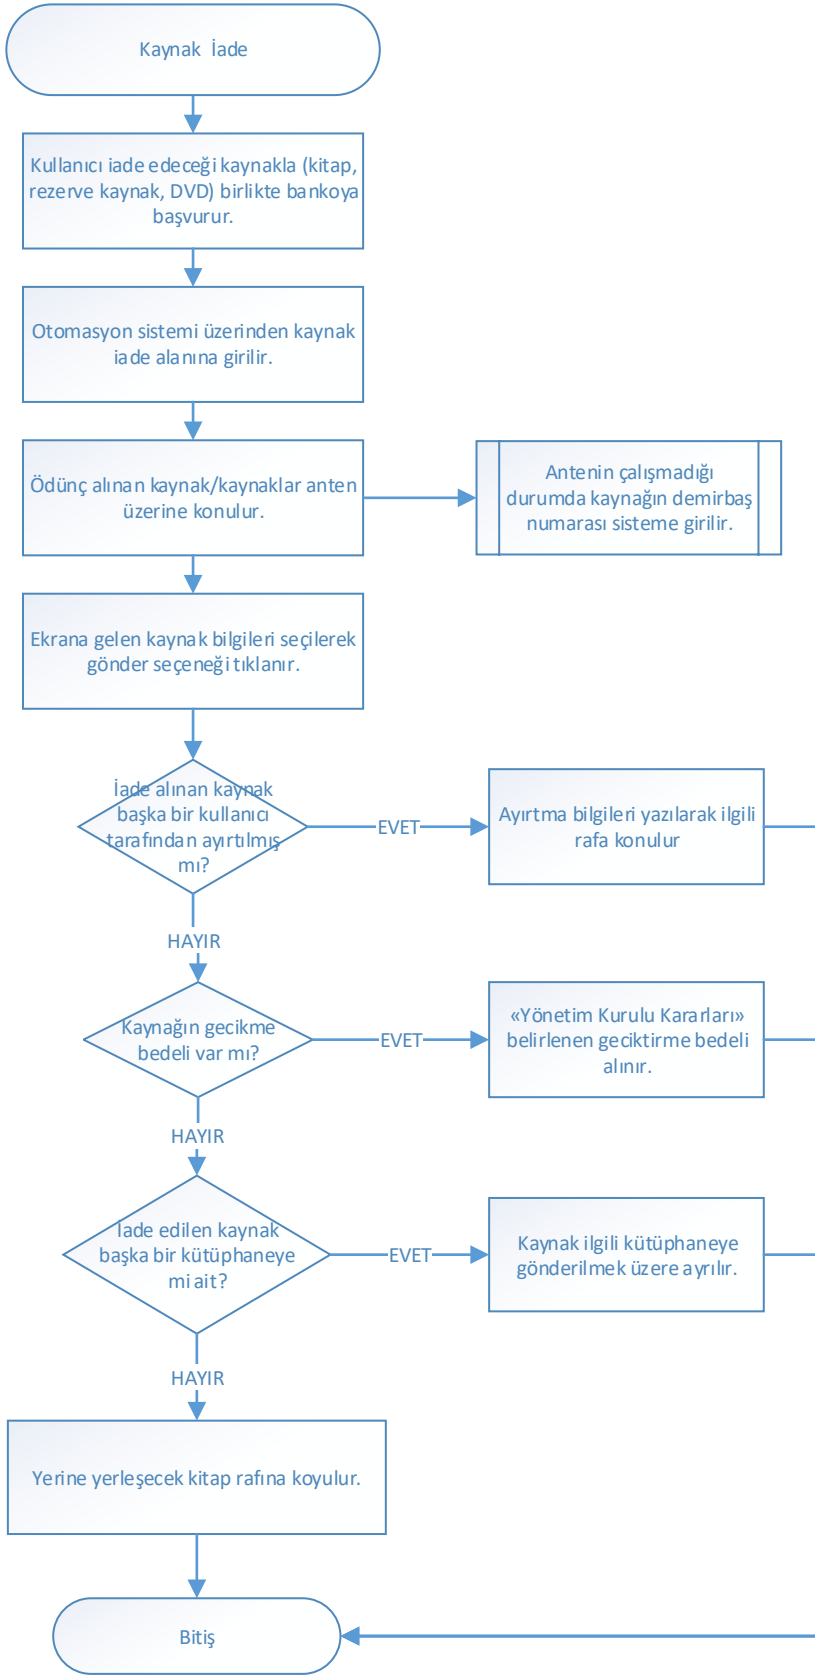 Kaynak İade
Kullanıcı iade edeceği kaynakla (kitap,
rezerve kaynak, DVD) birlikte bankoya
başvurur.
Otomasyon sistemi üzerinden kaynak
iade alanına girilir.
Ödünç alınan kaynak/kaynaklar anten
üzerine konulur.
Antenin çalışmadığı
durumda kaynağın demirbaş
numarası sisteme girilir.
Ekrana gelen kaynak bilgileri seçilerek
gönder seçeneği tıklanır.
İade alınan kaynak
başka bir kullanıcı
tarafından ayırtılmış
mı?
EVET
Ayırtma bilgileri yazılarak ilgili
rafa konulur
HAYIR
Kaynağın gecikme
bedeli var mı?
EVET
«Yönetim Kurulu Kararları»
belirlenen geciktirme bedeli
alınır.
HAYIR
İade edilen kaynak
başka bir kütüphaneye
mi ait?
EVET
Kaynak ilgili kütüphaneye
gönderilmek üzere ayrılır.
HAYIR
Yerine yerleşecek kitap rafına koyulur.
Bitiş